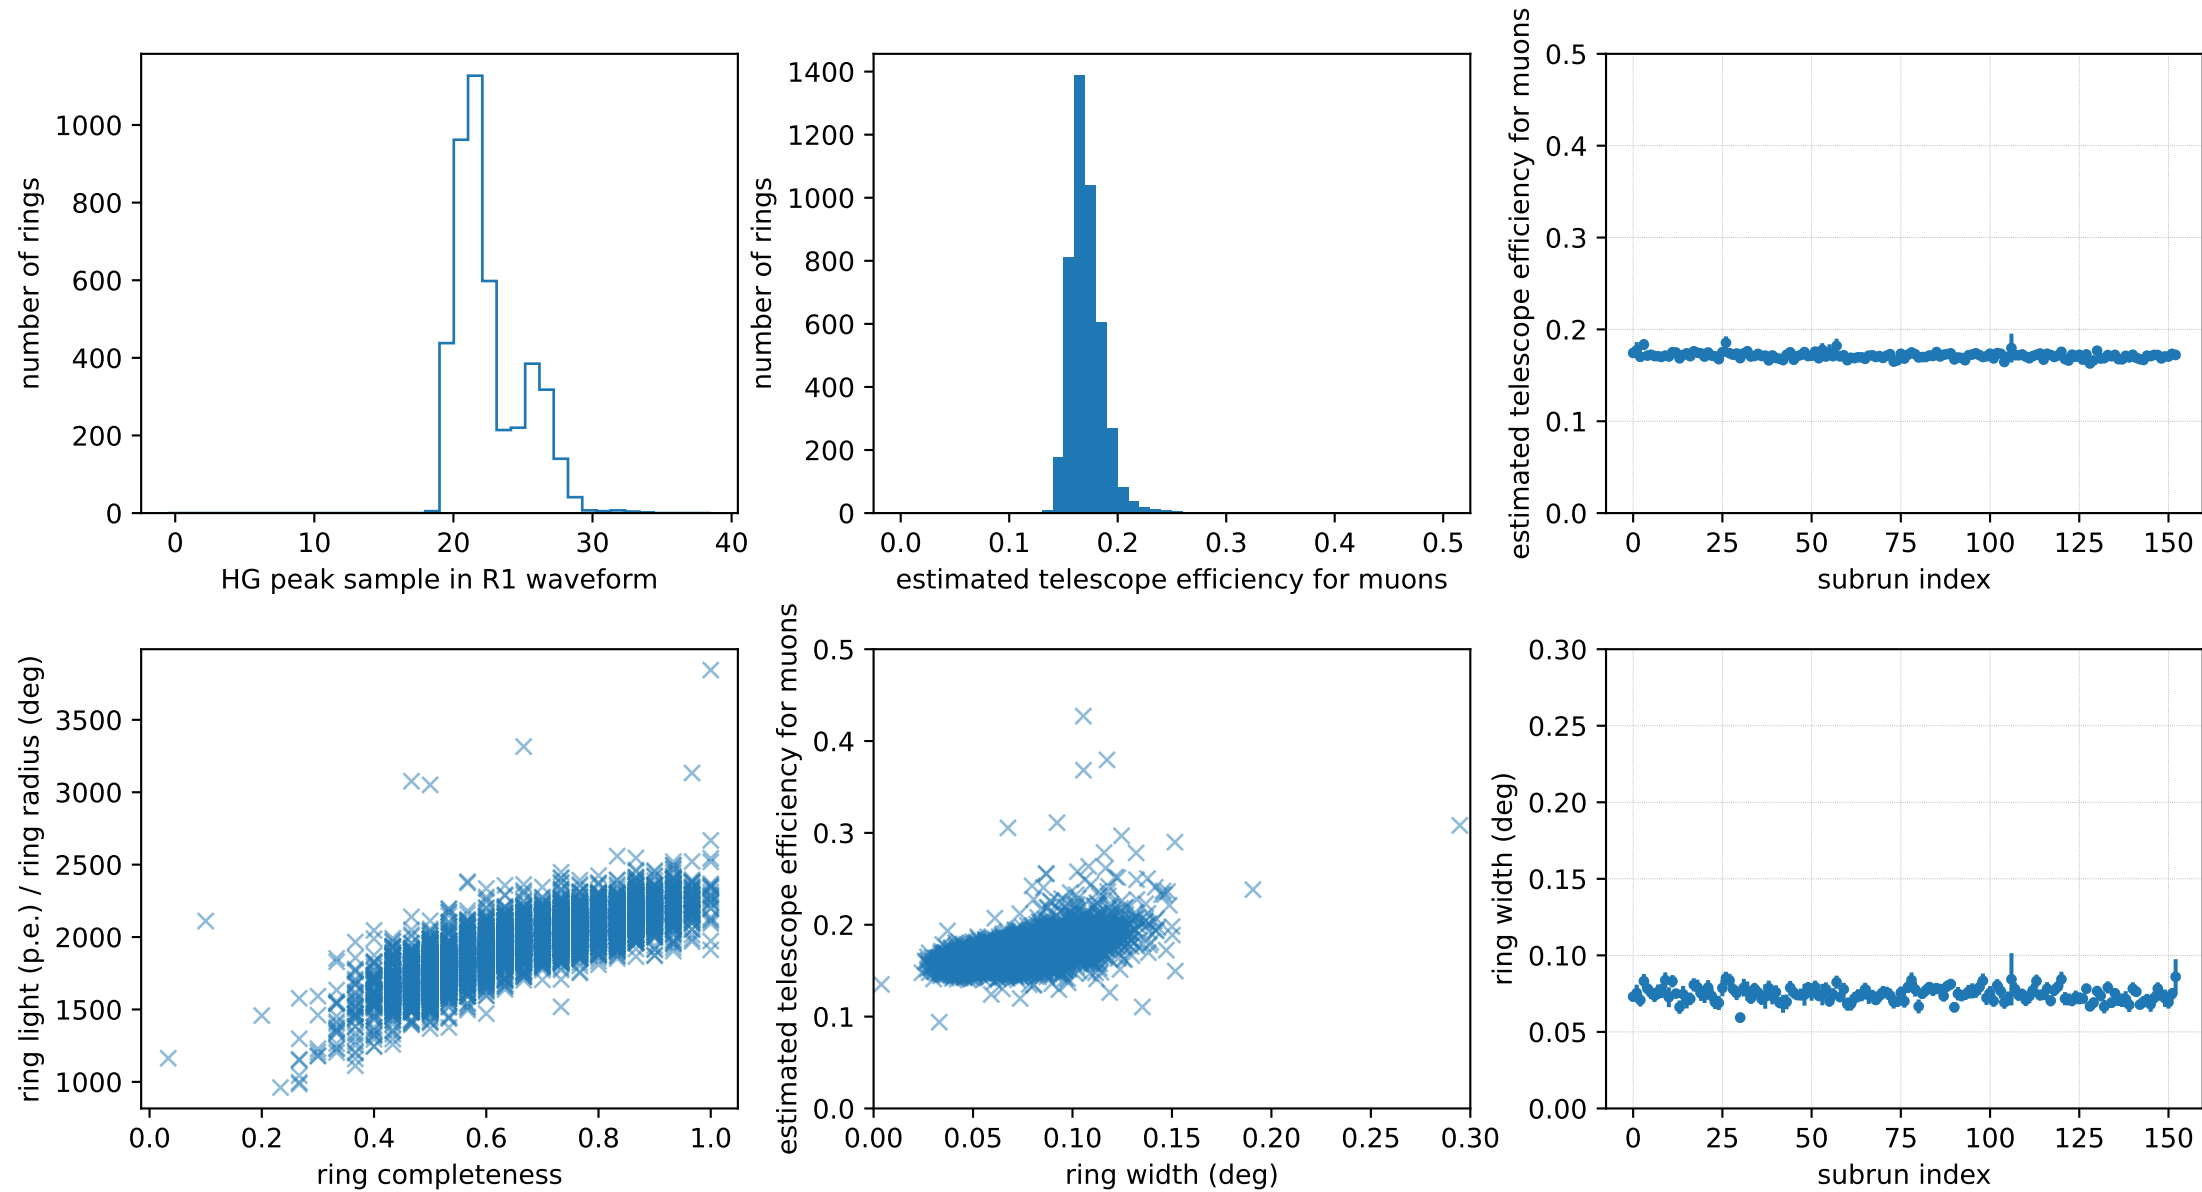 number of rings
1000
800
600
400
200
0
0 10 20 30 40
HG peak sample in R1 waveform
number of rings
1400
1200
1000
800
600
400
200
0
0.0 0.1 0.2 0.3 0.4 0.5
estimated telescope efficiency for muons
estimated telescope efficiency for muons
0.5
0.4
0.3
0.2
0.1
0.0
0 25 50 75 100 125 150
subrun index
ring light (p.e.) / ring radius (deg)
3500
3000
2500
2000
1500
1000
0.0 0.2 0.4 0.6 0.8 1.0
ring completeness
estimated telescope efficiency for muons
0.5
0.4
0.3
0.2
0.1
0.0
0.00 0.05 0.10 0.15 0.20 0.25 0.30
ring width (deg)
ring width (deg)
0.30
0.25
0.20
0.15
0.10
0.05
0.00
0 25 50 75 100 125 150
subrun index